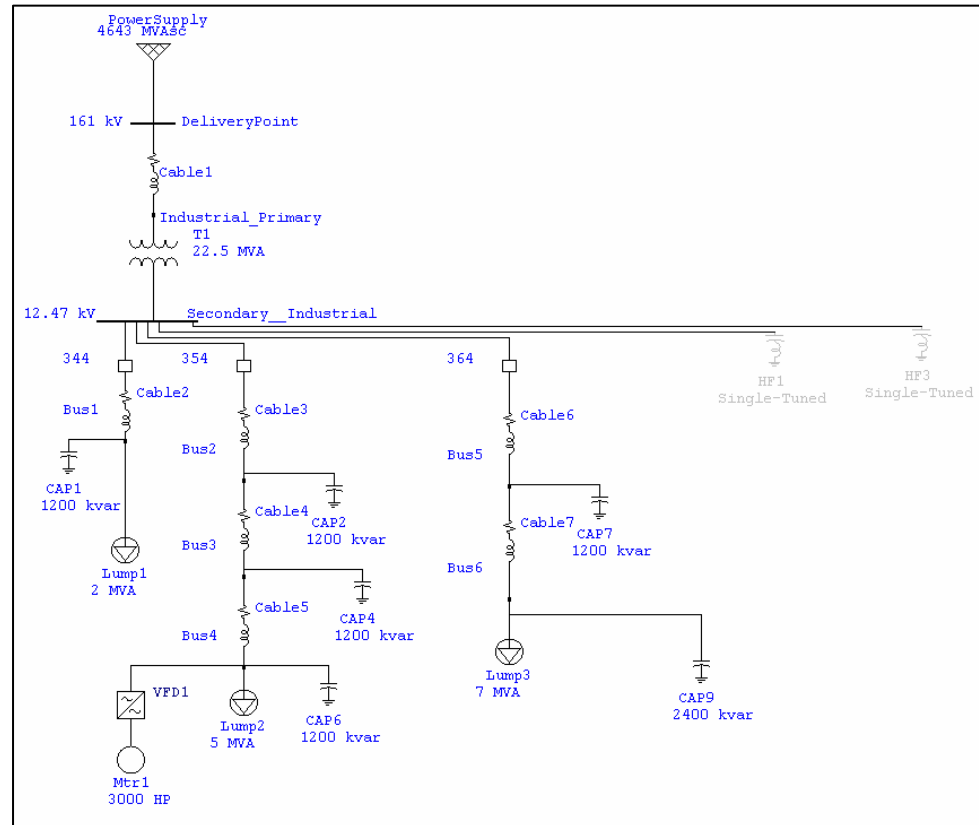 PowerSupply
4643 MVAsc
161 kV DeliveryPoint
Cable1
Industrial_Primary
T1
22.5 MVA
12.47 kV Secondary__Industrial
344 354 364
HF1
Single-Tuned
HF3
Single-Tuned
Cable2
Bus1
Cable3
Cable6
Bus2
Bus5
CAP1
1200 kvar
Cable4
CAP2
1200 kvar
Cable7
CAP7
1200 kvar
Bus3
Bus6
Lump1
2 MVA
Cable5
CAP4
1200 kvar
Bus4
Lump3
7 MVA
VFD1
Lump2
5 MVA
CAP6
1200 kvar
CAP9
2400 kvar
Mtr1
3000 HP